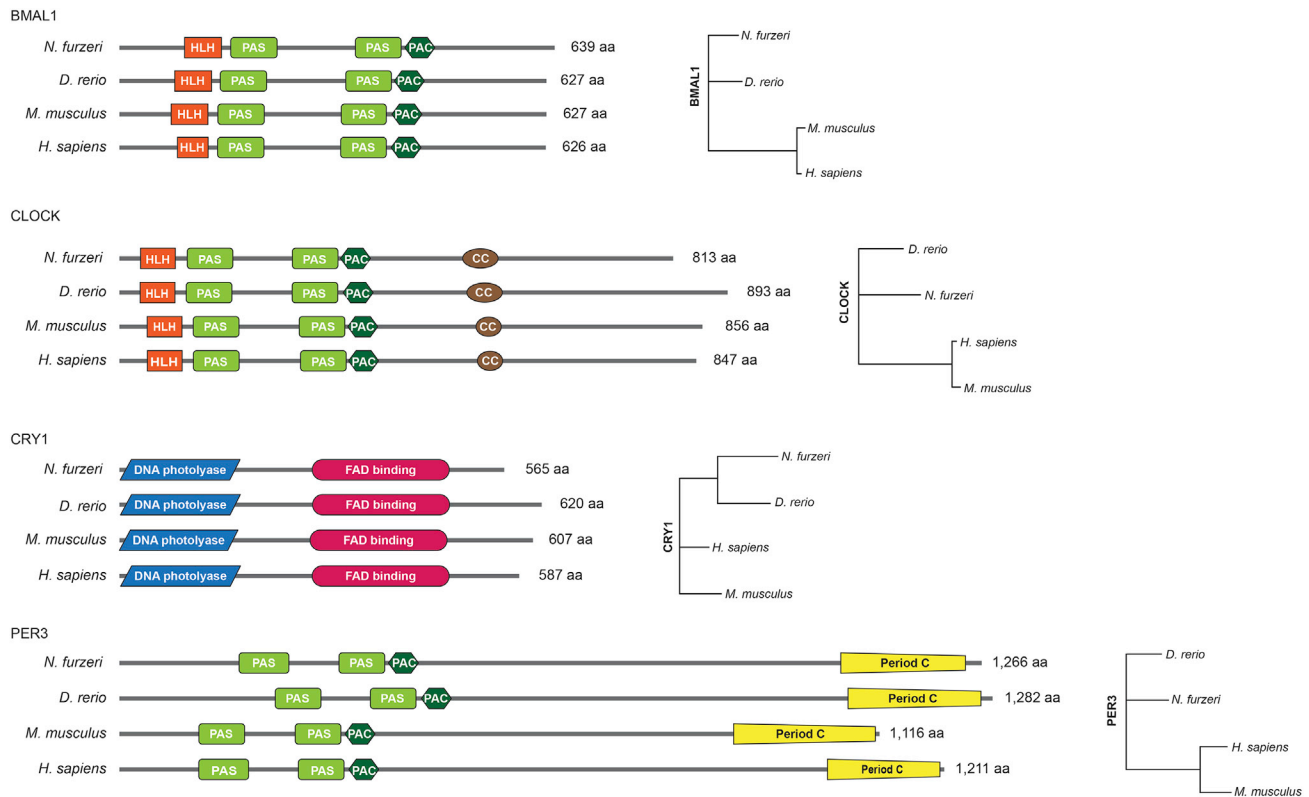 BMAL1
N. furzeri HLH PAS PAS PAC 639 aa
D. rerio HLH PAS PAS PAC 627 aa
M. musculus HLH PAS PAS PAC 627 aa
H. sapiens HLH PAS PAS PAC 626 aa
BMAL1
N. furzeri
D. rerio
M. musculus
H. sapiens
CLOCK
N. furzeri HLH PAS PAS PAC CC 813 aa
D. rerio HLH PAS PAS PAC CC 893 aa
M. musculus HLH PAS PAS PAC CC 856 aa
H. sapiens HLH PAS PAS PAC CC 847 aa
CLOCK
D. rerio
N. furzeri
H. sapiens
M. musculus
CRY1
N. furzeri DNA photolyase FAD binding 565 aa
D. rerio DNA photolyase FAD binding 620 aa
M. musculus DNA photolyase FAD binding 607 aa
H. sapiens DNA photolyase FAD binding 587 aa
CRY1
N. furzeri
D. rerio
H. sapiens
M. musculus
PER3
N. furzeri PAS PAS PAC Period C 1,266 aa
D. rerio PAS PAS PAC Period C 1,282 aa
M. musculus PAS PAS PAC Period C 1,116 aa
H. sapiens PAS PAS PAC Period C 1,211 aa
PER3
D. rerio
N. furzeri
H. sapiens
M. musculus